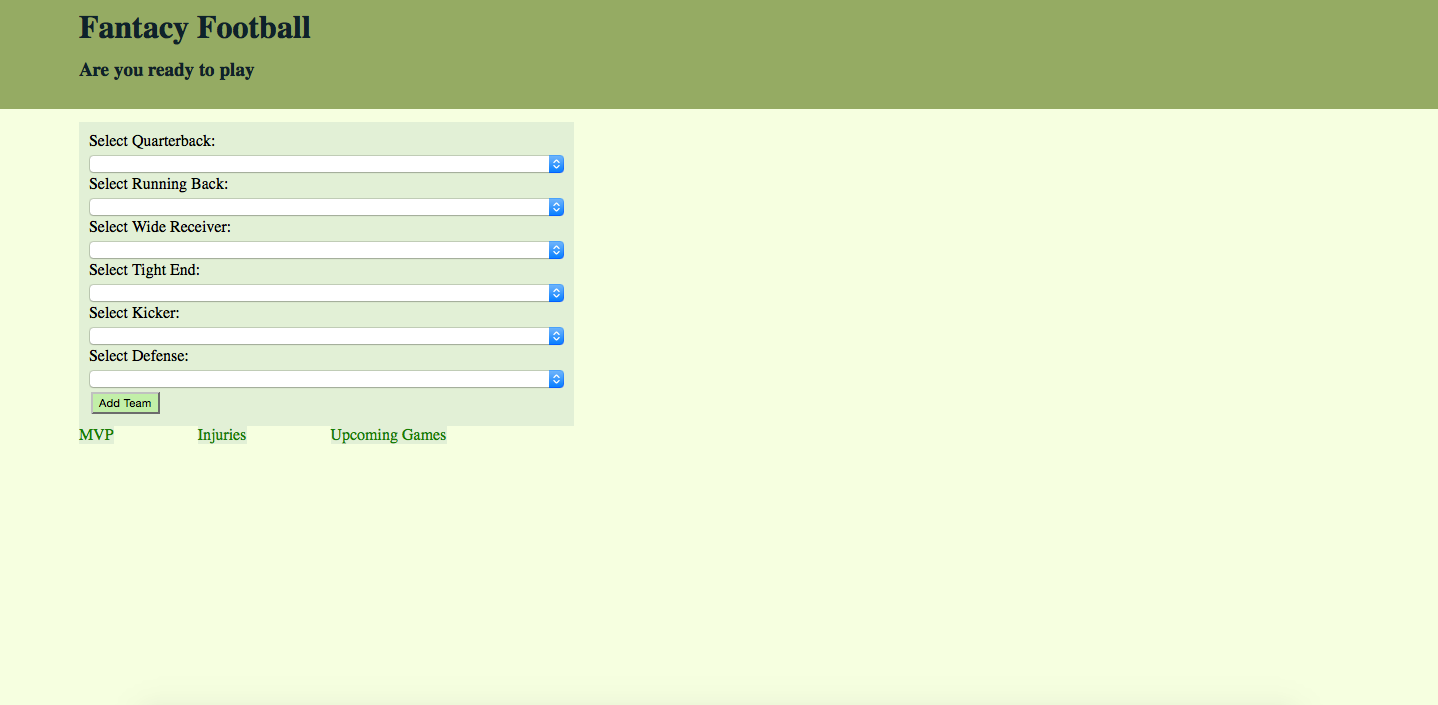 Fantacy Football
Are you ready to play
Select Quarterback:
Select Running Back:
Select Wide Receiver:
Select Tight End:
Select Kicker:
Select Defense:
Add Team
MVP Injuries Upcoming Games